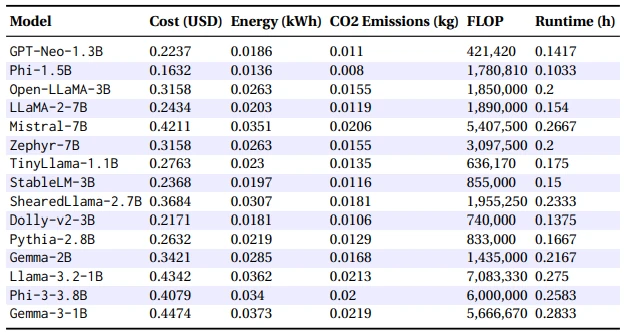 Model Cost (USD) Energy (kWh) CO2 Emissions (kg) FLOP Runtime (h)
GPT-Neo-1.3B 0.2237 0.0186 0.011 421,420 0.1417
Phi-1.5B 0.1632 0.0136 0.008 1,780,810 0.1033
Open-LLaMA-3B 0.3158 0.0263 0.0155 1,850,000 0.2
LLaMA-2-7B 0.2434 0.0203 0.0119 1,890,000 0.154
Mistral-7B 0.4211 0.0351 0.0206 5,407,500 0.2667
Zephyr-7B 0.3158 0.0263 0.0155 3,097,500 0.2
TinyLlama-1.1B 0.2763 0.023 0.0135 636,170 0.175
StableLM-3B 0.2368 0.0197 0.0116 855,000 0.15
ShearedLlama-2.7B 0.3684 0.0307 0.0181 1,955,250 0.2333
Dolly-v2-3B 0.2171 0.0181 0.0106 740,000 0.1375
Pythia-2.8B 0.2632 0.0219 0.0129 833,000 0.1667
Gemma-2B 0.3421 0.0285 0.0168 1,435,000 0.2167
Llama-3.2-1B 0.4342 0.0362 0.0213 7,083,330 0.275
Phi-3-3.8B 0.4079 0.034 0.02 6,000,000 0.2583
Gemma-3-1B 0.4474 0.0373 0.0219 5,666,670 0.2833